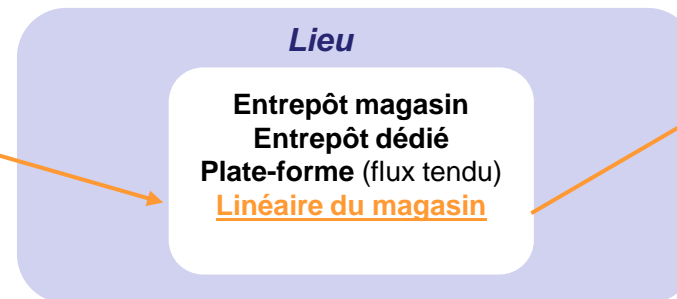 Lieu
Entrepôt magasin
Entrepôt dédié
Plate-forme (flux tendu)
Linéaire du magasin